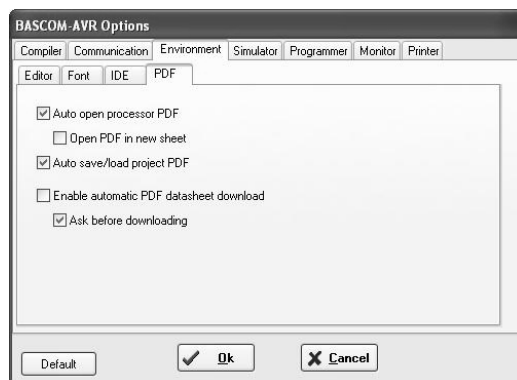 BASCOM-AVR Options
Compiler Communication Environment Simulator Programmer Monitor Printer
Editor Font IDE PDF
Auto open processor PDF
Open PDF in new sheet
Auto save/load project PDF
Enable automatic PDF datasheet download
Ask before downloading
Default Ok Cancel